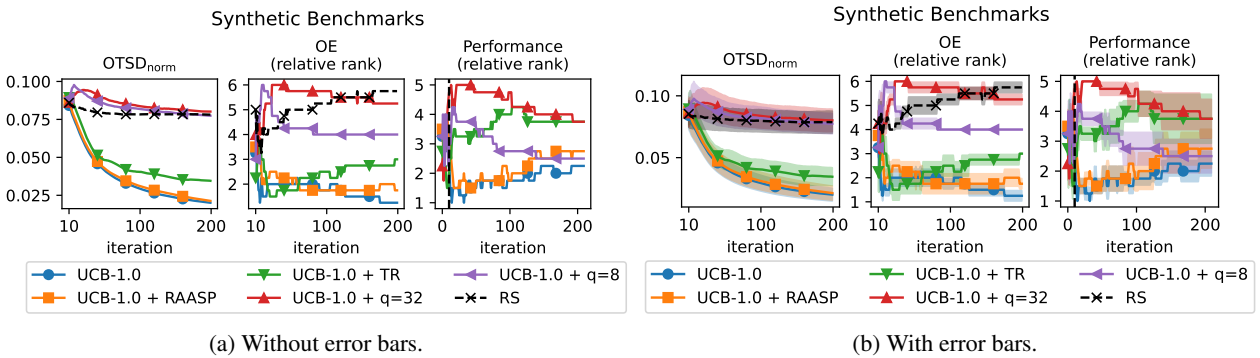 Synthetic Benchmarks
OTSDnorm
OE
(relative rank)
Performance
(relative rank)
0.100
0.075
0.050
0.025
6
5
4
3
2
5
4
3
2
1
10 100 200
10 100 200
0 100 200
iteration
iteration
iteration
UCB-1.0
UCB-1.0 + TR
UCB-1.0 + q=8
UCB-1.0 + RAASP
UCB-1.0 + q=32
RS
(a) Without error bars.
Synthetic Benchmarks
OTSDnorm
OE
(relative rank)
Performance
(relative rank)
0.10
0.05
6
5
4
3
2
1
5
4
3
2
1
10 100 200
10 100 200
0 100 200
iteration
iteration
iteration
UCB-1.0
UCB-1.0 + TR
UCB-1.0 + q=8
UCB-1.0 + RAASP
UCB-1.0 + q=32
RS
(b) With error bars.